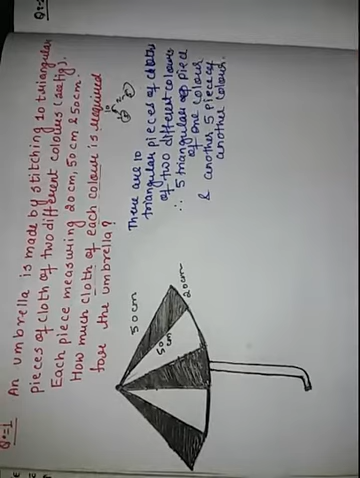 Q:=1
An umbrella is made by stitching 10 triangular
pieces of cloth of two different colours (see fig).
Each piece measuring 20cm, 50cm & 50cm.
How much cloth of each colour is required
for the umbrella?
There are 10
triangular pieces of cloths
of two different colours
∴ 5 triangular piece
of one colour
& another 5 piece of
another colour.
50cm
50
cm
20cm